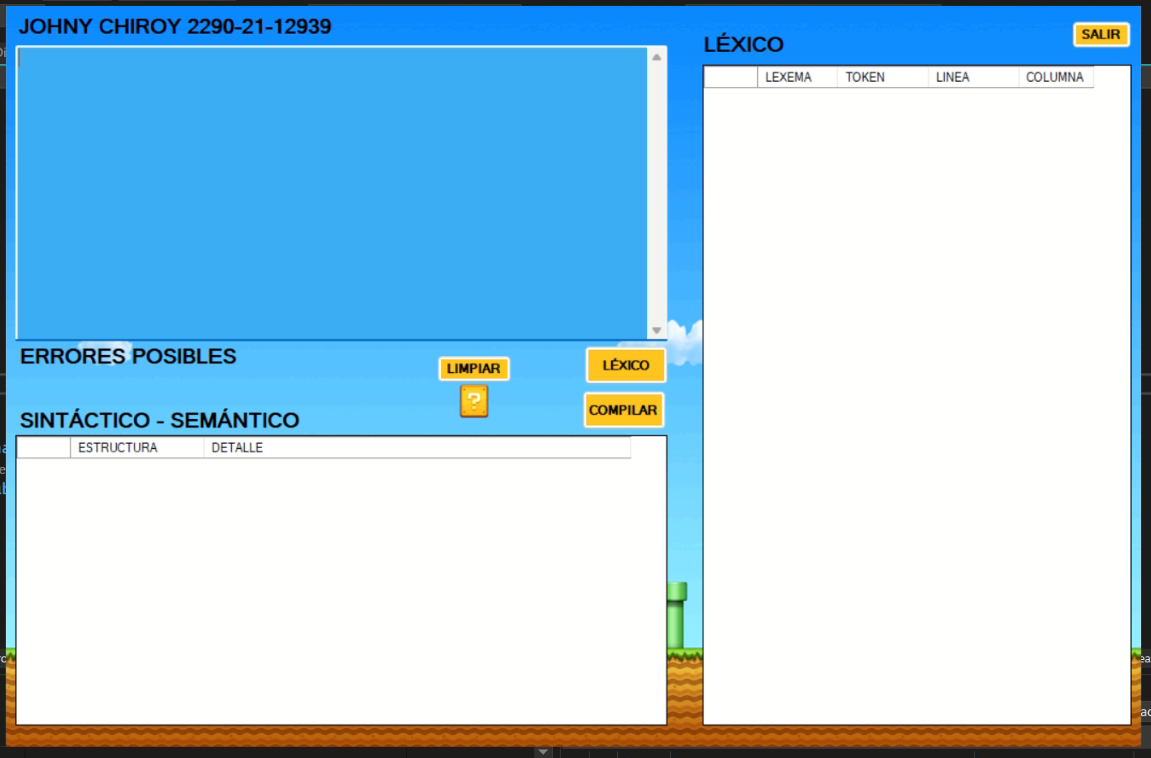 JOHNY CHIROY 2290-21-12939
SALIR
LÉXICO
LEXEMA TOKEN LINEA COLUMNA
ERRORES POSIBLES
LIMPIAR
LÉXICO
?
COMPILAR
SINTÁCTICO - SEMÁNTICO
ESTRUCTURA DETALLE